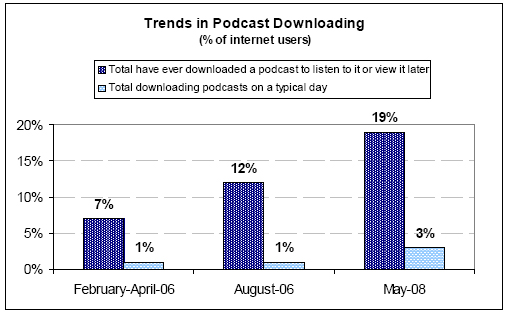 Trends in Podcast Downloading
(% of internet users)
Total have ever downloaded a podcast to listen to it or view it later
Total downloading podcasts on a typical day
20%
15%
10%
5%
0%
7%
1%
12%
1%
19%
3%
February-April-06
August-06
May-08